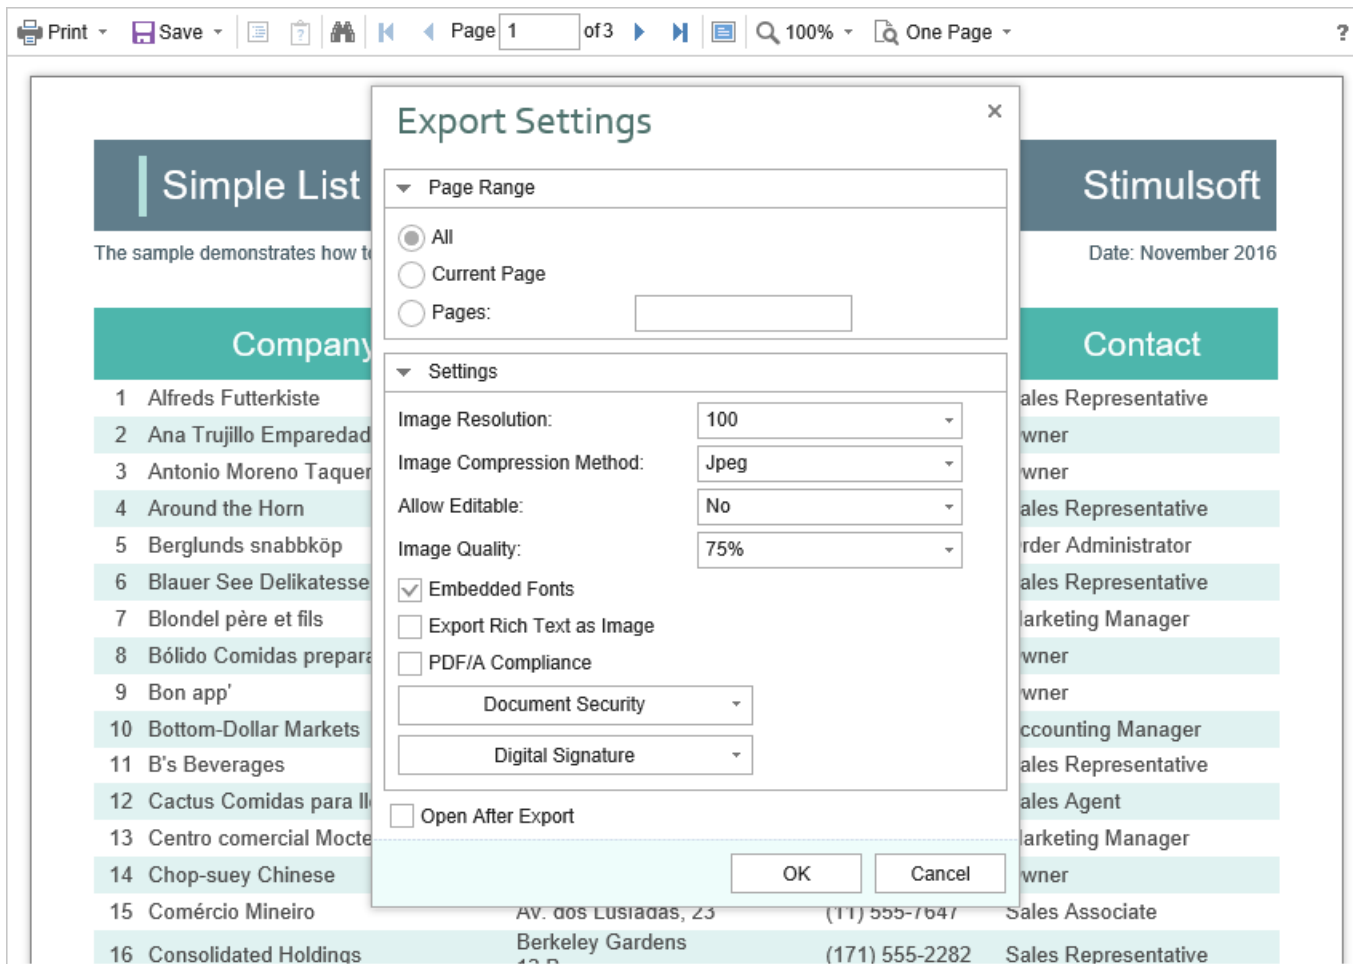 Print Save Page 1 of 3 100% One Page ?
Export Settings ×
Simple List Stimulsoft
Page Range
All
The sample demonstrates how Date: November 2016
Current Page
Pages:
Company Contact
Settings
1 Alfreds Futterkiste ales Representative
Image Resolution: 100
2 Ana Trujillo Emparedad wner
Image Compression Method: Jpeg
3 Antonio Moreno Taquer wner
Allow Editable: No
4 Around the Horn ales Representative
5 Berglunds snabbköp rder Administrator
Image Quality: 75%
6 Blauer See Delikatesse ales Representative
Embedded Fonts
7 Blondel père et fils arketing Manager
Export Rich Text as Image
8 Bólido Comidas prepara wner
PDF/A Compliance
9 Bon app' wner
Document Security
10 Bottom-Dollar Markets ccounting Manager
Digital Signature
11 B's Beverages ales Representative
12 Cactus Comidas para ll ales Agent
Open After Export
13 Centro comercial Mocte arketing Manager
14 Chop-suey Chinese wner
OK Cancel
15 Comércio Mineiro Av. dos Lusíadas, 23 (11) 555-7647 Sales Associate
Berkeley Gardens
16 Consolidated Holdings (171) 555-2282 Sales Representative